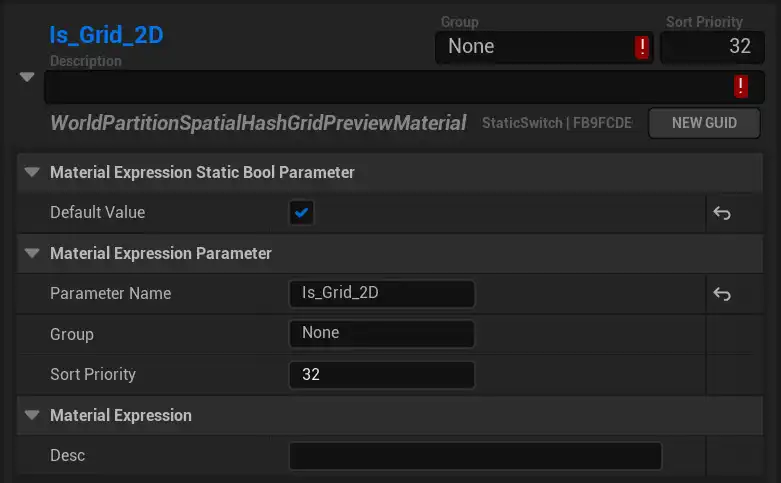 Is_Grid_2D
Group
Sort Priority
None
!
32
Description
!
WorldPartitionSpatialHashGridPreviewMaterial StaticSwitch | FB9FCDE NEW GUID
Material Expression Static Bool Parameter
Default Value
Material Expression Parameter
Parameter Name Is_Grid_2D
Group None
Sort Priority 32
Material Expression
Desc